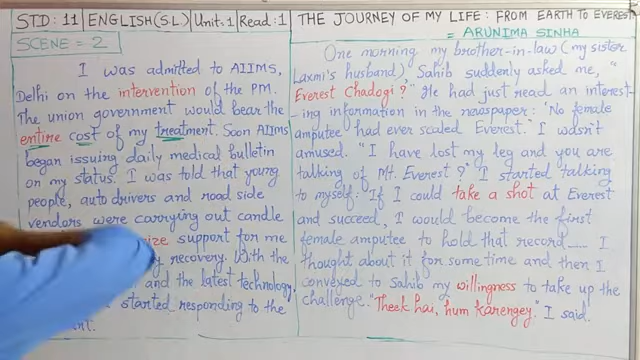 STD: 11 ENGLISH (S.L) Unit: 1 Read: 1 THE JOURNEY OF MY LIFE: FROM EARTH TO EVEREST
= ARUNIMA SINHA
SCENE = 2
I was admitted to AIIMS,
Delhi on the intervention of the PM.
The union government would bear the
entire cost of my treatment. Soon AIIMS
began issuing daily medical bulletin
on my status. I was told that young
people, auto drivers and road side
vendors were carrying out candle
ize support for me
recovery. With the
and the latest technology,
started responding to the
One morning my brother-in-law (my sister
Laxmi's husband), Sahib suddenly asked me, "
Everest Chadogi?" He had just read an interest-
-ing information in the newspaper: 'No female
amputee had ever scaled Everest.' I wasn't
amused. "I have lost my leg and you are
talking of Mt. Everest?" I started talking
to myself. 'If I could take a shot at Everest
and succeed, I would become the first
female amputee to hold that record..... I
thought about it for some time and then I
conveyed to Sahib my willingness to take up the
challenge. "Theek hai, hum karengey." I said.